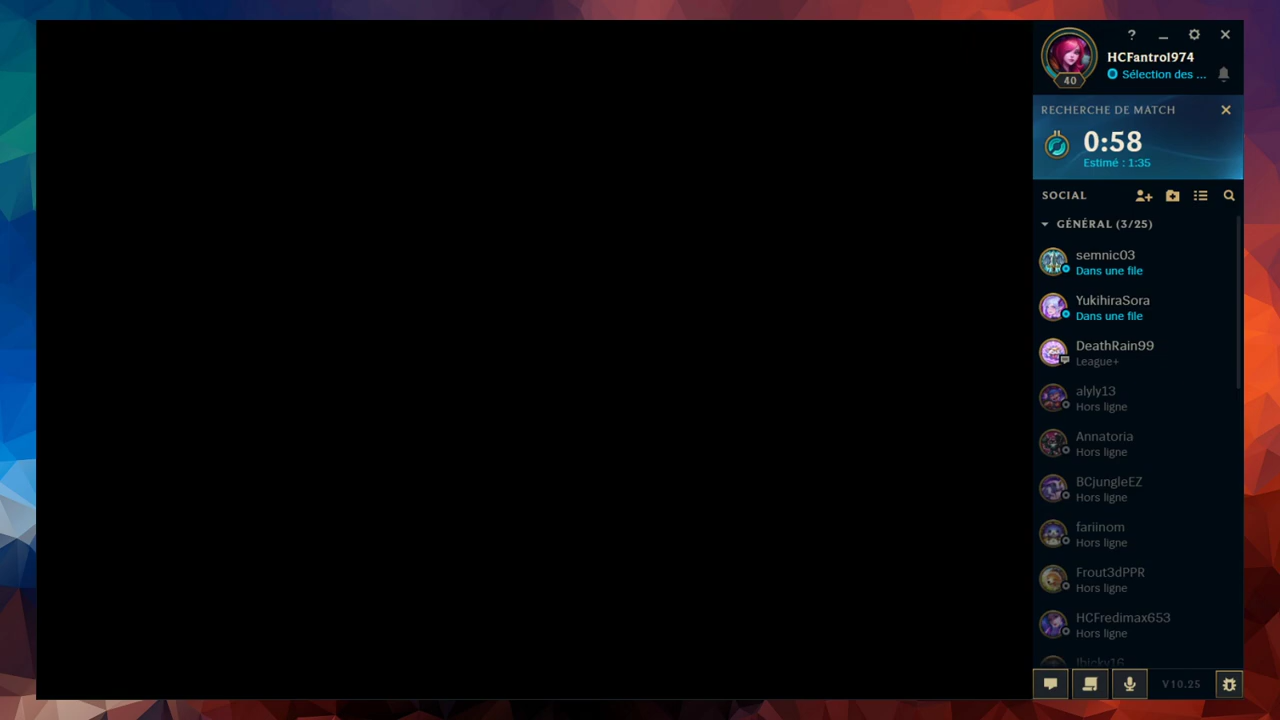 ?
HCFantro1974
40
Sélection des ...
RECHERCHE DE MATCH
0:58
Estimé : 1:35
SOCIAL
GÉNÉRAL (3/25)
semnic03
Dans une file
YukihiraSora
Dans une file
DeathRain99
League+
alyly13
Hors ligne
Annatoria
Hors ligne
BCjungleEZ
Hors ligne
fariinom
Hors ligne
Frout3dPPR
Hors ligne
HCFredimax653
Hors ligne
V10.25